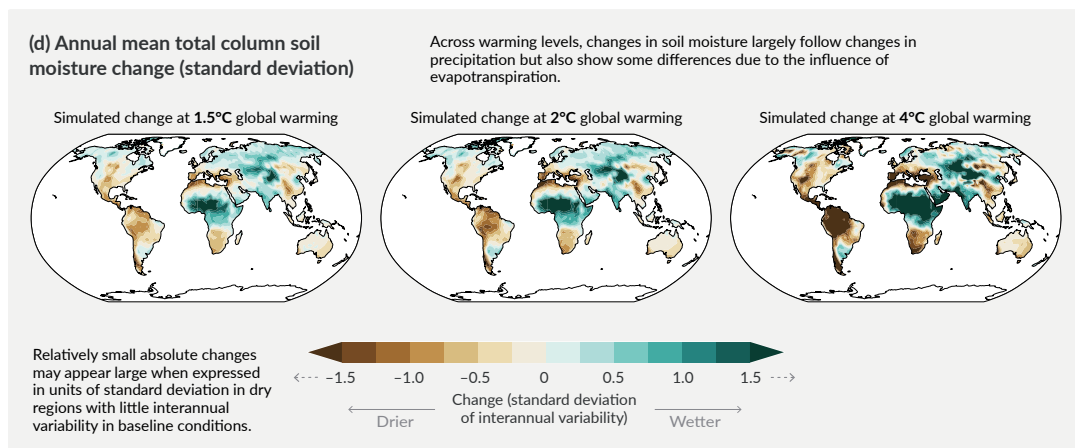 (d) Annual mean total column soil
moisture change (standard deviation)
Across warming levels, changes in soil moisture largely follow changes in
precipitation but also show some differences due to the influence of
evapotranspiration.
Simulated change at 1.5°C global warming
Simulated change at 2°C global warming
Simulated change at 4°C global warming
Relatively small absolute changes
may appear large when expressed
in units of standard deviation in dry
regions with little interannual
variability in baseline conditions.
–1.5 –1.0 –0.5 0 0.5 1.0 1.5
Change (standard deviation
of interannual variability)
Drier
Wetter